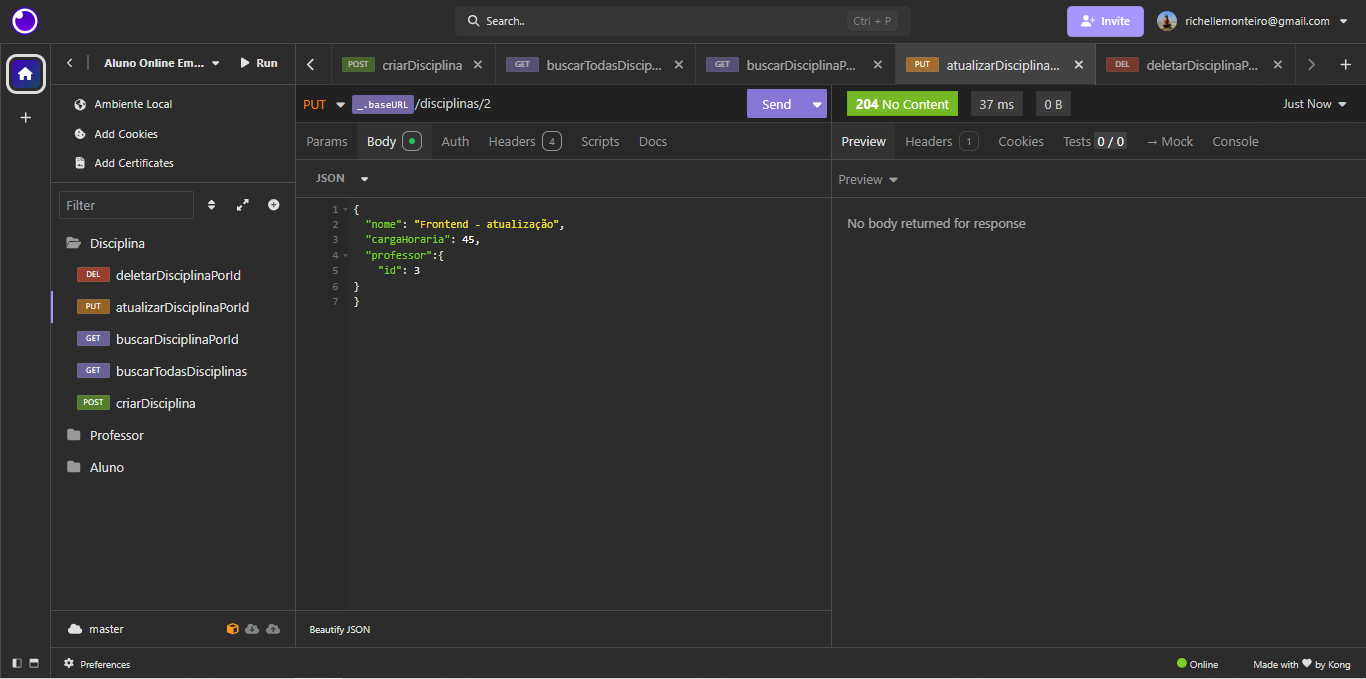 Search..
Ctrl + P
Invite
richellemonteiro@gmail.com
Aluno Online Em...
Run
POST criarDisciplina
GET buscarTodasDiscip...
GET buscarDisciplinaP...
PUT atualizarDisciplina...
DEL deletarDisciplinaP...
Ambiente Local
Add Cookies
Add Certificates
Filter
Disciplina
DEL deletarDisciplinaPorId
PUT atualizarDisciplinaPorId
GET buscarDisciplinaPorId
GET buscarTodasDisciplinas
POST criarDisciplina
Professor
Aluno
master
PUT _.baseURL/disciplinas/2
Send
Params
Body
Auth
Headers 4
Scripts
Docs
JSON
1 {
2 "nome": "Frontend - atualização",
3 "cargaHoraria": 45,
4 "professor":{
5 "id": 3
6 }
7 }
Beautify JSON
204 No Content
37 ms
0 B
Just Now
Preview
Headers 1
Cookies
Tests 0 / 0
→ Mock
Console
Preview
No body returned for response
Preferences
Online
Made with ❤ by Kong